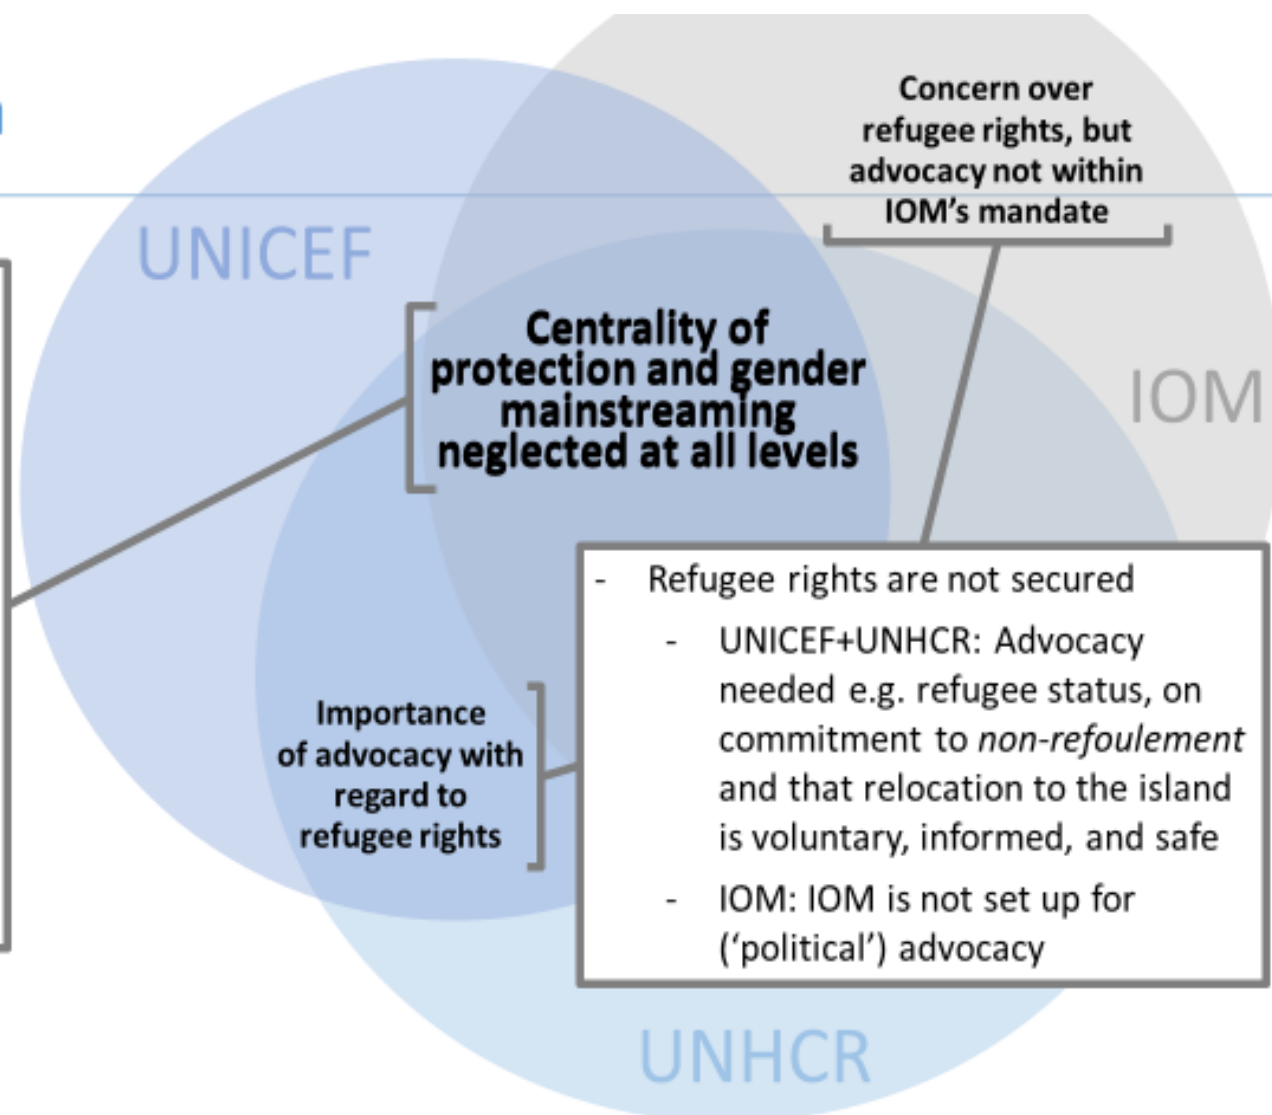 Concern over
refugee rights, but
advocacy not within
IOM's mandate
UNICEF
Centrality of
protection and gender
mainstreaming
neglected at all levels
IOM
- Refugee rights are not secured
- UNICEF+UNHCR: Advocacy
needed e.g. refugee status, on
commitment to non-refoulement
and that relocation to the island
is voluntary, informed, and safe
- IOM: IOM is not set up for
(‘political’) advocacy
Importance
of advocacy with
regard to
refugee rights
UNHCR